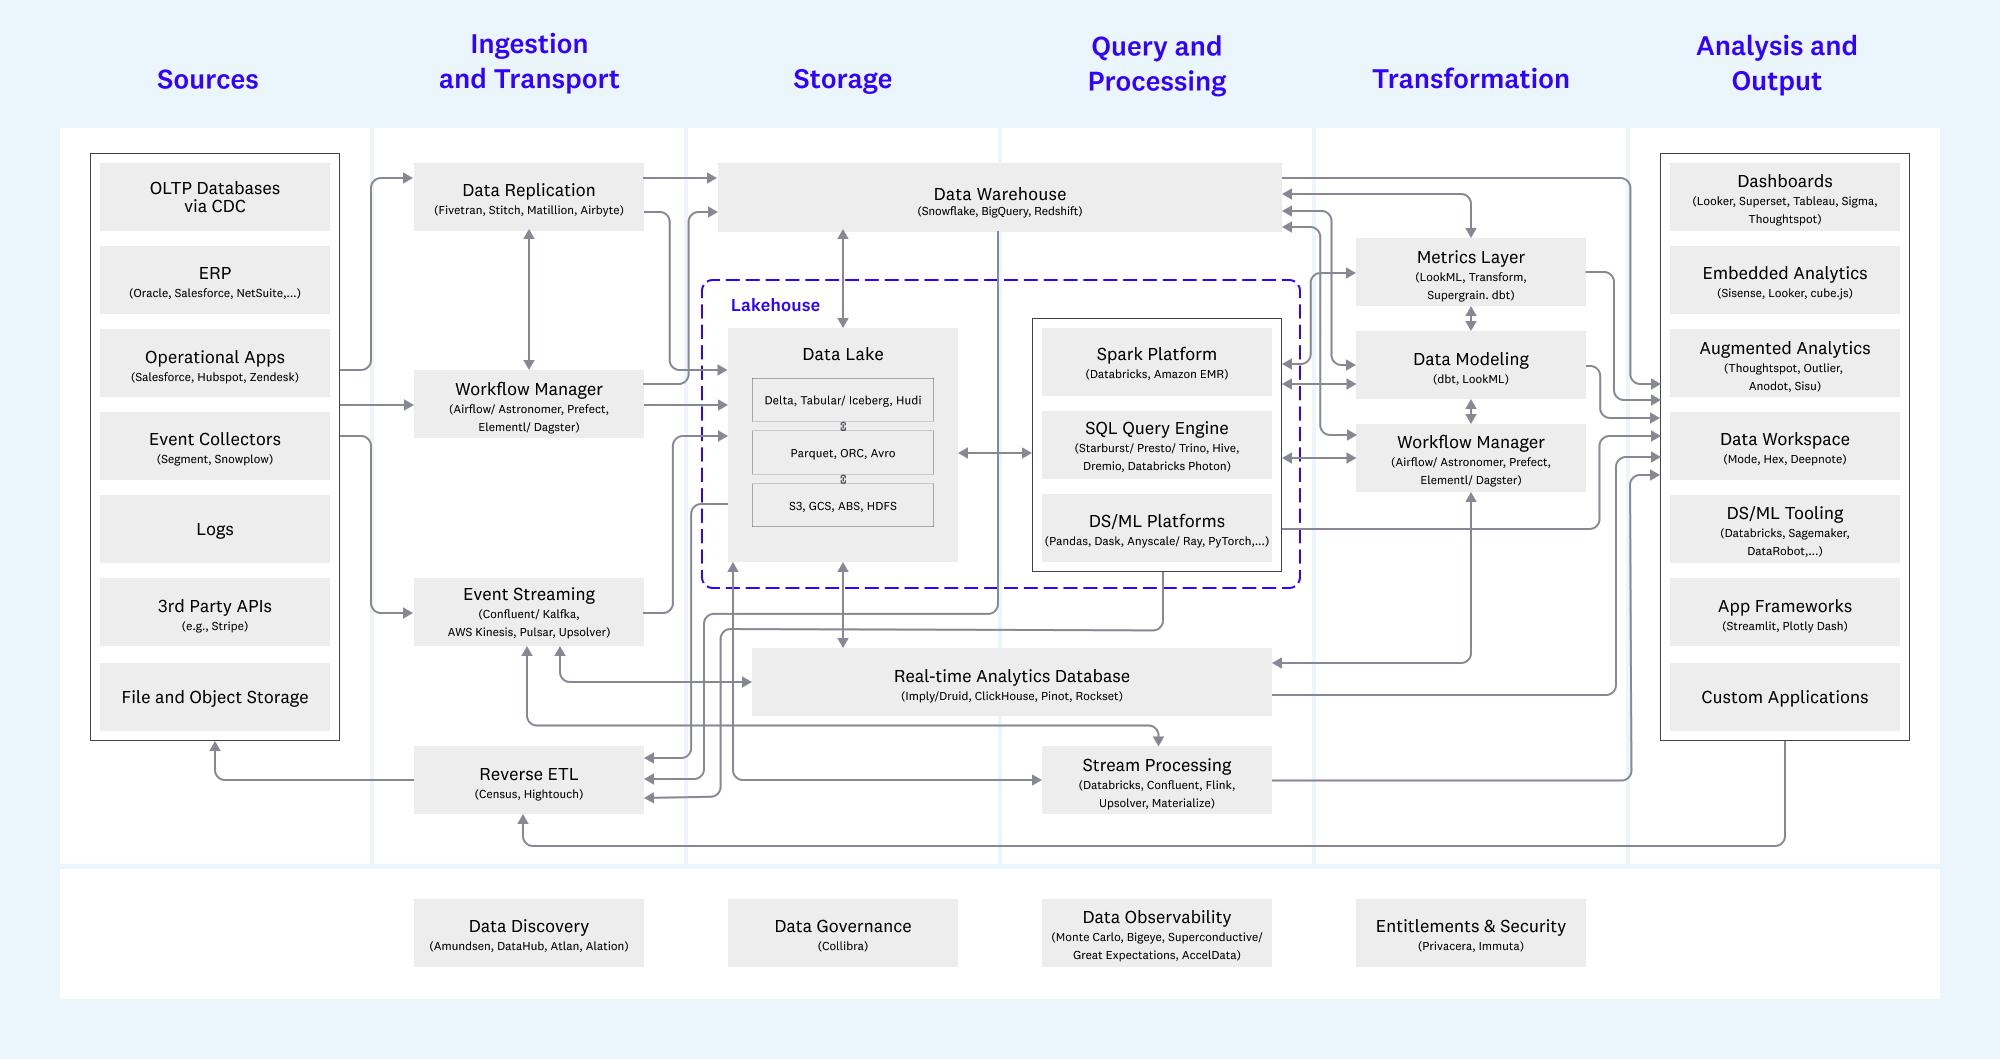 Sources
Ingestion
and Transport
Storage
Query and
Processing
Transformation
Analysis and
Output
OLTP Databases
via CDC
ERP
(Oracle, Salesforce, NetSuite,...)
Operational Apps
(Salesforce, Hubspot, Zendesk)
Event Collectors
(Segment, Snowplow)
Logs
3rd Party APIs
(e.g., Stripe)
File and Object Storage
Data Replication
(Fivetran, Stitch, Matillion, Airbyte)
Workflow Manager
(Airflow/ Astronomer, Prefect,
Elementl/ Dagster)
Event Streaming
(Confluent/ Kalfka,
AWS Kinesis, Pulsar, Upsolver)
Reverse ETL
(Census, Hightouch)
Data Warehouse
(Snowflake, BigQuery, Redshift)
Lakehouse
Data Lake
Delta, Tabular/ Iceberg, Hudi
Parquet, ORC, Avro
S3, GCS, ABS, HDFS
Spark Platform
(Databricks, Amazon EMR)
SQL Query Engine
(Starburst/ Presto/ Trino, Hive,
Dremio, Databricks Photon)
DS/ML Platforms
(Pandas, Dask, Anyscale/ Ray, PyTorch,...)
Real-time Analytics Database
(Imply/Druid, ClickHouse, Pinot, Rockset)
Stream Processing
(Databricks, Confluent, Flink,
Upsolver, Materialize)
Metrics Layer
(LookML, Transform,
Supergrain. dbt)
Data Modeling
(dbt, LookML)
Workflow Manager
(Airflow/ Astronomer, Prefect,
Elementl/ Dagster)
Dashboards
(Looker, Superset, Tableau, Sigma,
Thoughtspot)
Embedded Analytics
(Sisense, Looker, cube.js)
Augmented Analytics
(Thoughtspot, Outlier,
Anodot, Sisu)
Data Workspace
(Mode, Hex, Deepnote)
DS/ML Tooling
(Databricks, Sagemaker,
DataRobot,...)
App Frameworks
(Streamlit, Plotly Dash)
Custom Applications
Data Discovery
(Amundsen, DataHub, Atlan, Alation)
Data Governance
(Collibra)
Data Observability
(Monte Carlo, Bigeye, Superconductive/
Great Expectations, AccelData)
Entitlements & Security
(Privacera, Immuta)